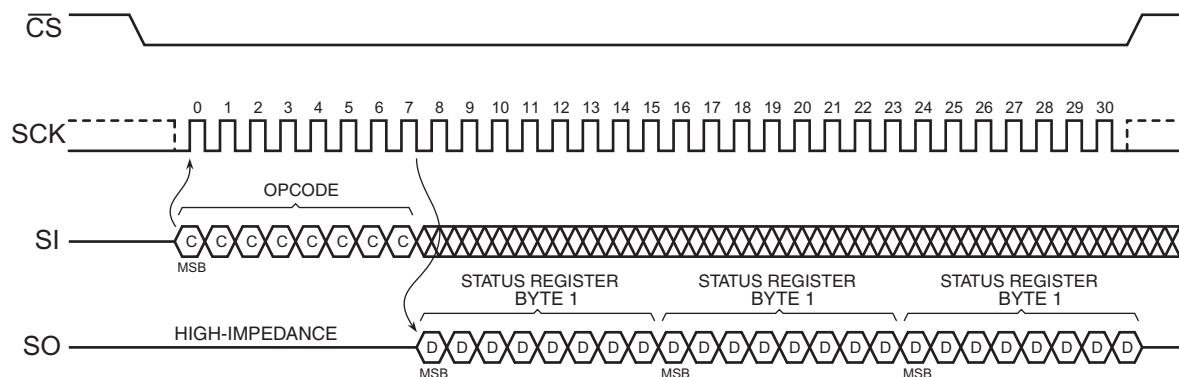 CS
0 1 2 3 4 5 6 7 8 9 10 11 12 13 14 15 16 17 18 19 20 21 22 23 24 25 26 27 28 29 30
SCK
OPCODE
SI
C C C C C C C C
MSB
STATUS REGISTER
BYTE 1
STATUS REGISTER
BYTE 1
STATUS REGISTER
BYTE 1
HIGH-IMPEDANCE
SO
D D D D D D D D D D D D D D D D D D D D D D D D
MSB
MSB
MSB